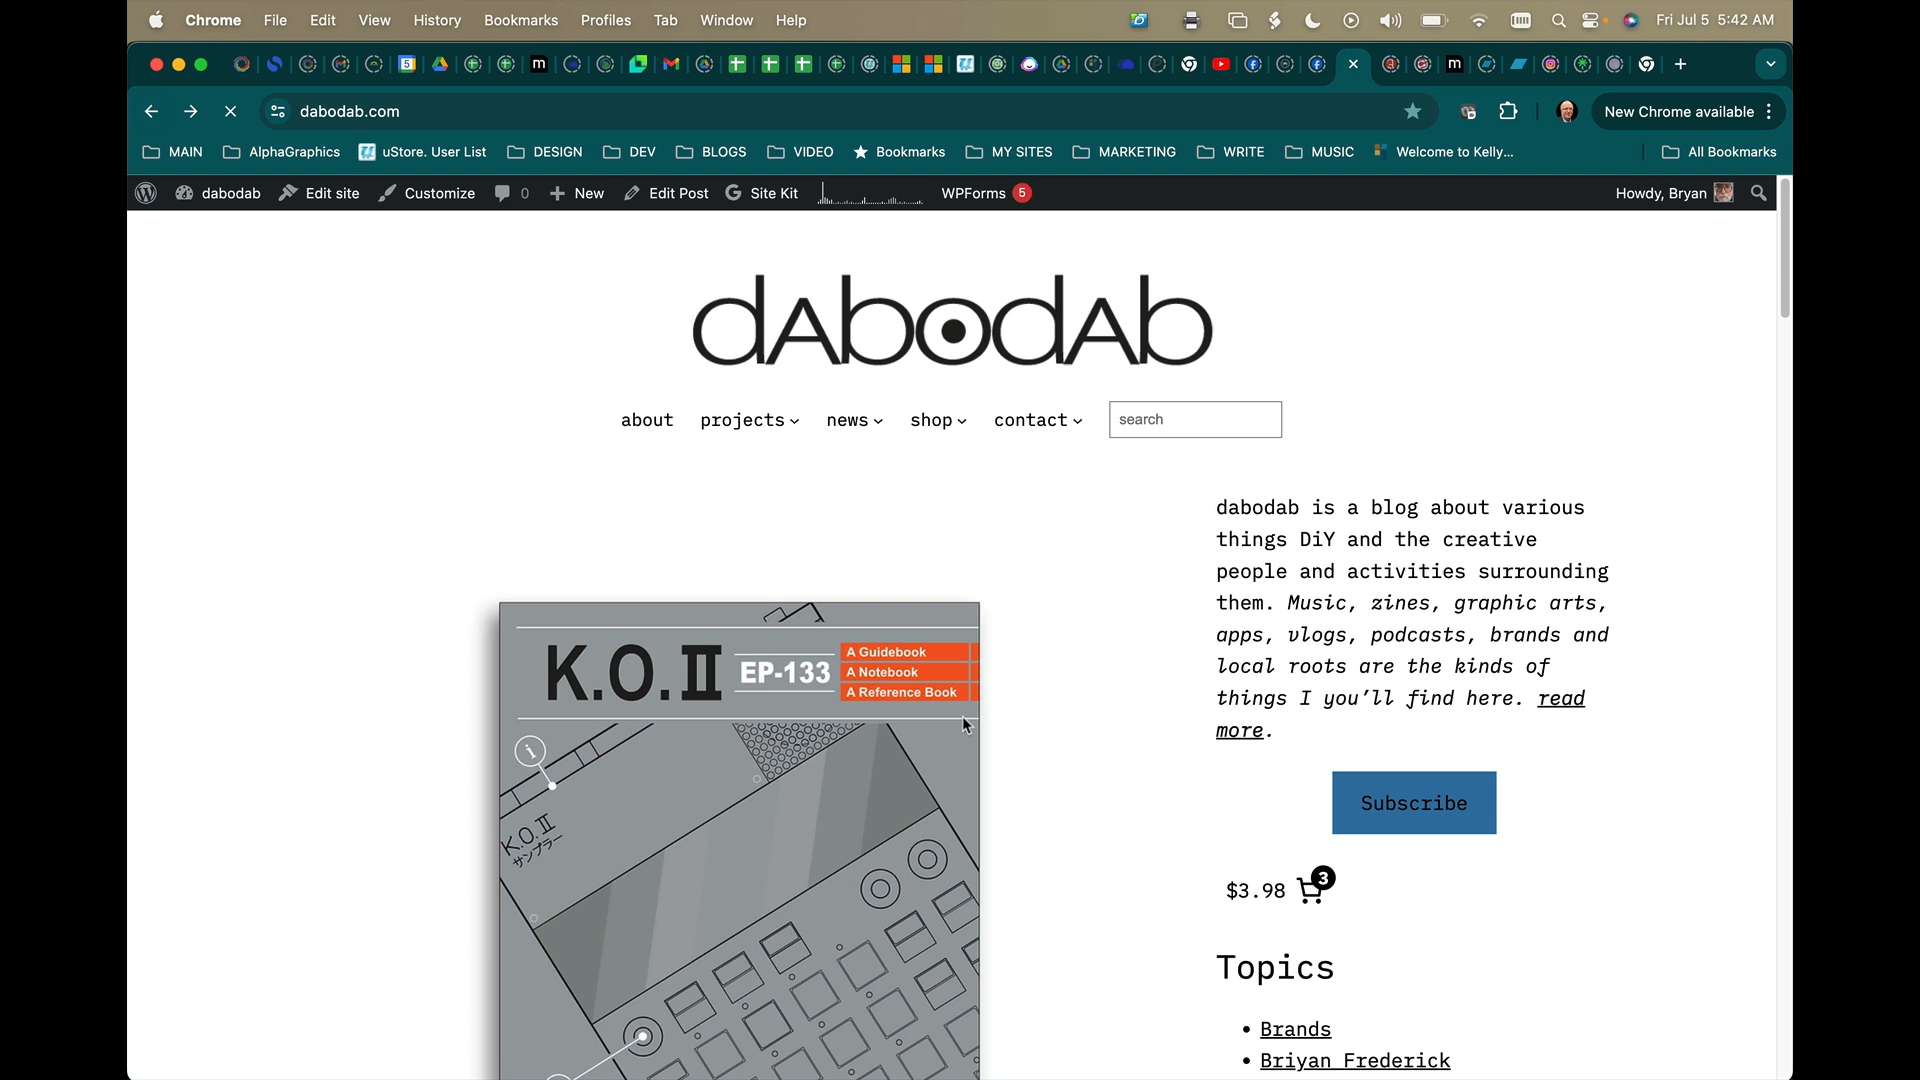 Chrome File Edit View History Bookmarks Profiles Tab Window Help Fri Jul 5 5:42 AM
dabodab.com New Chrome available
MAIN AlphaGraphics uStore. User List DESIGN DEV BLOGS VIDEO Bookmarks MY SITES MARKETING WRITE MUSIC Welcome to Kelly... All Bookmarks
dabodab Edit site Customize 0 New Edit Post Site Kit WPForms 5 Howdy, Bryan
dAbodAb
about projects news shop contact search
dabodab is a blog about various
things DiY and the creative
people and activities surrounding
them. Music, zines, graphic arts,
apps, vlogs, podcasts, brands and
local roots are the kinds of
things I you’ll find here. read
more.
K.O.II EP-133
A Guidebook
A Notebook
A Reference Book
i
K.O.II
サンプラー
Subscribe
$3.98 3
Topics
• Brands
• Briyan Frederick